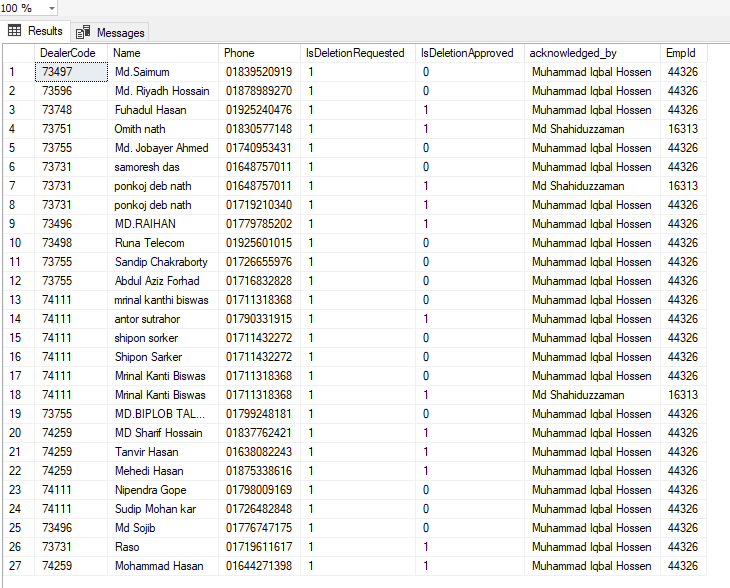 100 %
Results Messages
DealerCode Name Phone IsDeletionRequested IsDeletionApproved acknowledged_by EmpId
1 73497 Md.Saimum 01839520919 1 0 Muhammad Iqbal Hossen 44326
2 73596 Md. Riyadh Hossain 01878989270 1 0 Muhammad Iqbal Hossen 44326
3 73748 Fuhadul Hasan 01925240476 1 1 Muhammad Iqbal Hossen 44326
4 73751 Omith nath 01830577148 1 1 Md Shahiduzzaman 16313
5 73755 Md. Jobayer Ahmed 01740953431 1 0 Muhammad Iqbal Hossen 44326
6 73731 samoresh das 01648757011 1 0 Muhammad Iqbal Hossen 44326
7 73731 ponkoj deb nath 01648757011 1 1 Md Shahiduzzaman 16313
8 73731 ponkoj deb nath 01719210340 1 1 Muhammad Iqbal Hossen 44326
9 73496 MD.RAIHAN 01779785202 1 1 Muhammad Iqbal Hossen 44326
10 73498 Runa Telecom 01925601015 1 0 Muhammad Iqbal Hossen 44326
11 73755 Sandip Chakraborty 01726655976 1 0 Muhammad Iqbal Hossen 44326
12 73755 Abdul Aziz Forhad 01716832828 1 0 Muhammad Iqbal Hossen 44326
13 74111 mrinal kanthi biswas 01711318368 1 0 Muhammad Iqbal Hossen 44326
14 74111 antor sutrahor 01790331915 1 1 Muhammad Iqbal Hossen 44326
15 74111 shipon sorker 01711432272 1 0 Muhammad Iqbal Hossen 44326
16 74111 Shipon Sarker 01711432272 1 0 Muhammad Iqbal Hossen 44326
17 74111 Mrinal Kanti Biswas 01711318368 1 0 Muhammad Iqbal Hossen 44326
18 74111 Mrinal Kanti Biswas 01711318368 1 1 Md Shahiduzzaman 16313
19 73755 MD.BIPLOB TAL... 01799248181 1 0 Muhammad Iqbal Hossen 44326
20 74259 MD Sharif Hossain 01837762421 1 1 Muhammad Iqbal Hossen 44326
21 74259 Tanvir Hasan 01638082243 1 1 Muhammad Iqbal Hossen 44326
22 74259 Mehedi Hasan 01875338616 1 1 Muhammad Iqbal Hossen 44326
23 74111 Nipendra Gope 01798009169 1 0 Muhammad Iqbal Hossen 44326
24 74111 Sudip Mohan kar 01726482848 1 0 Muhammad Iqbal Hossen 44326
25 73496 Md Sojib 01776747175 1 0 Muhammad Iqbal Hossen 44326
26 73731 Raso 01719611617 1 1 Muhammad Iqbal Hossen 44326
27 74259 Mohammad Hasan 01644271398 1 1 Muhammad Iqbal Hossen 44326